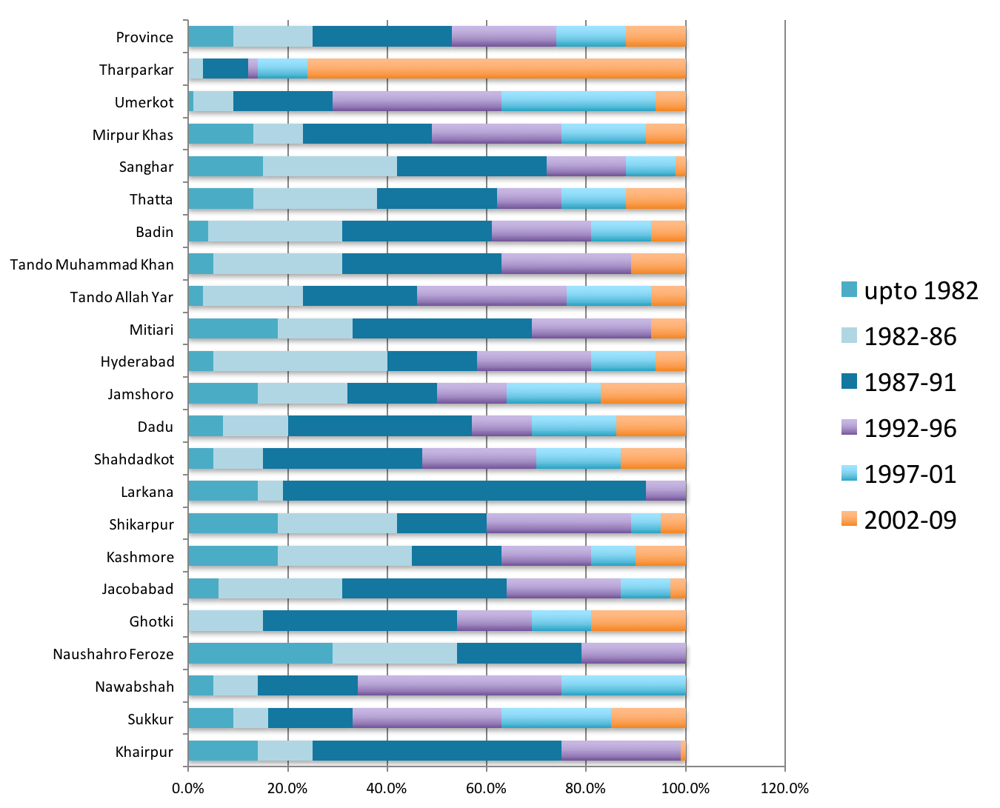 Province
Tharparkar
Umerkot
Mirpur Khas
Sanghar
Thatta
Badin
Tando Muhammad Khan
Tando Allah Yar
Mitiari
Hyderabad
Jamshoro
Dadu
Shahdadkot
Larkana
Shikarpur
Kashmore
Jacobabad
Ghotki
Naushahro Feroze
Nawabshah
Sukkur
Khairpur
0.0% 20.0% 40.0% 60.0% 80.0% 100.0% 120.0%
upto 1982
1982-86
1987-91
1992-96
1997-01
2002-09